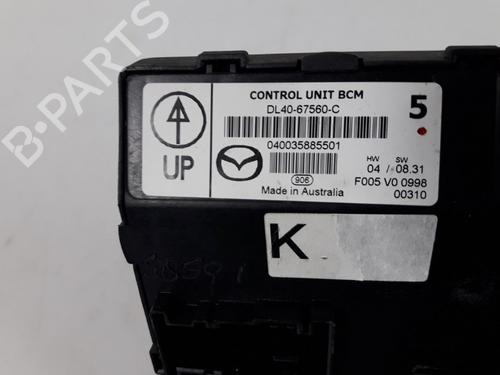 B-PARTS
CONTROL UNIT BCM
DL40-67560-C
5
040035885501
HW SW
04 / 08.31
UP
906
F005 V0 0998
Made in Australia
00310
K